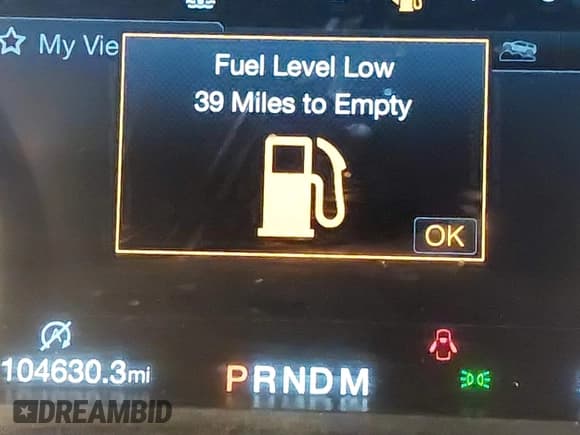 My Vie
Fuel Level Low
39 Miles to Empty
OK
104630.3mi
PRNDM
DREAMBID